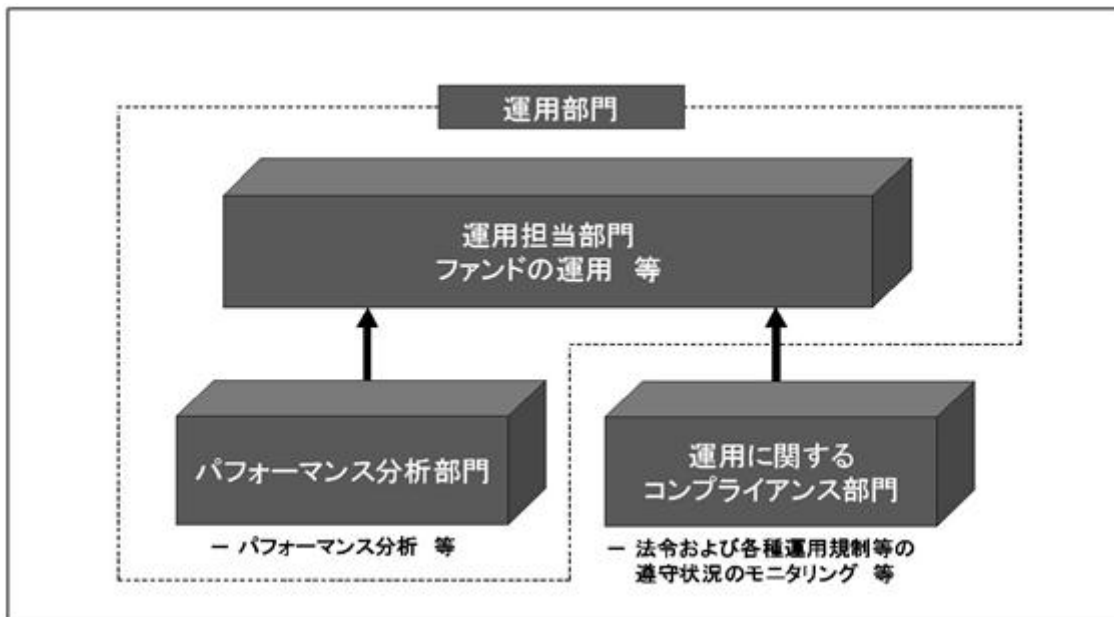 運用部門
運用担当部門
ファンドの運用 等
パフォーマンス分析部門
－ パフォーマンス分析 等
運用に関する
コンプライアンス部門
－ 法令および各種運用規制等の
遵守状況のモニタリング 等